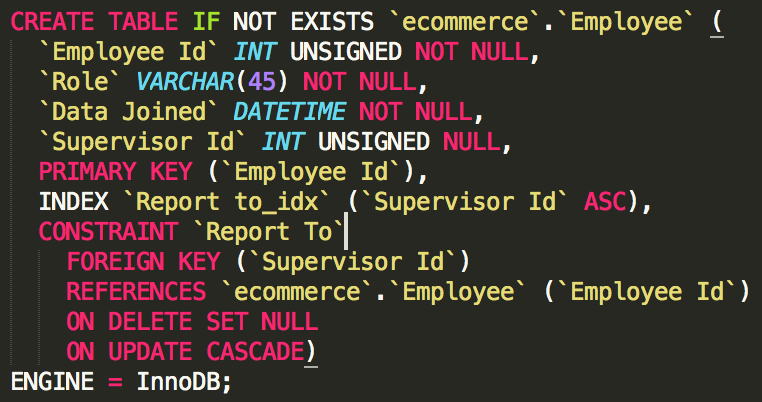 CREATE TABLE IF NOT EXISTS `ecommerce`.`Employee` (
`Employee Id` INT UNSIGNED NOT NULL,
`Role` VARCHAR(45) NOT NULL,
`Data Joined` DATETIME NOT NULL,
`Supervisor Id` INT UNSIGNED NULL,
PRIMARY KEY (`Employee Id`),
INDEX `Report to_idx` (`Supervisor Id` ASC),
CONSTRAINT `Report To`
FOREIGN KEY (`Supervisor Id`)
REFERENCES `ecommerce`.`Employee` (`Employee Id`)
ON DELETE SET NULL
ON UPDATE CASCADE)
ENGINE = InnoDB;